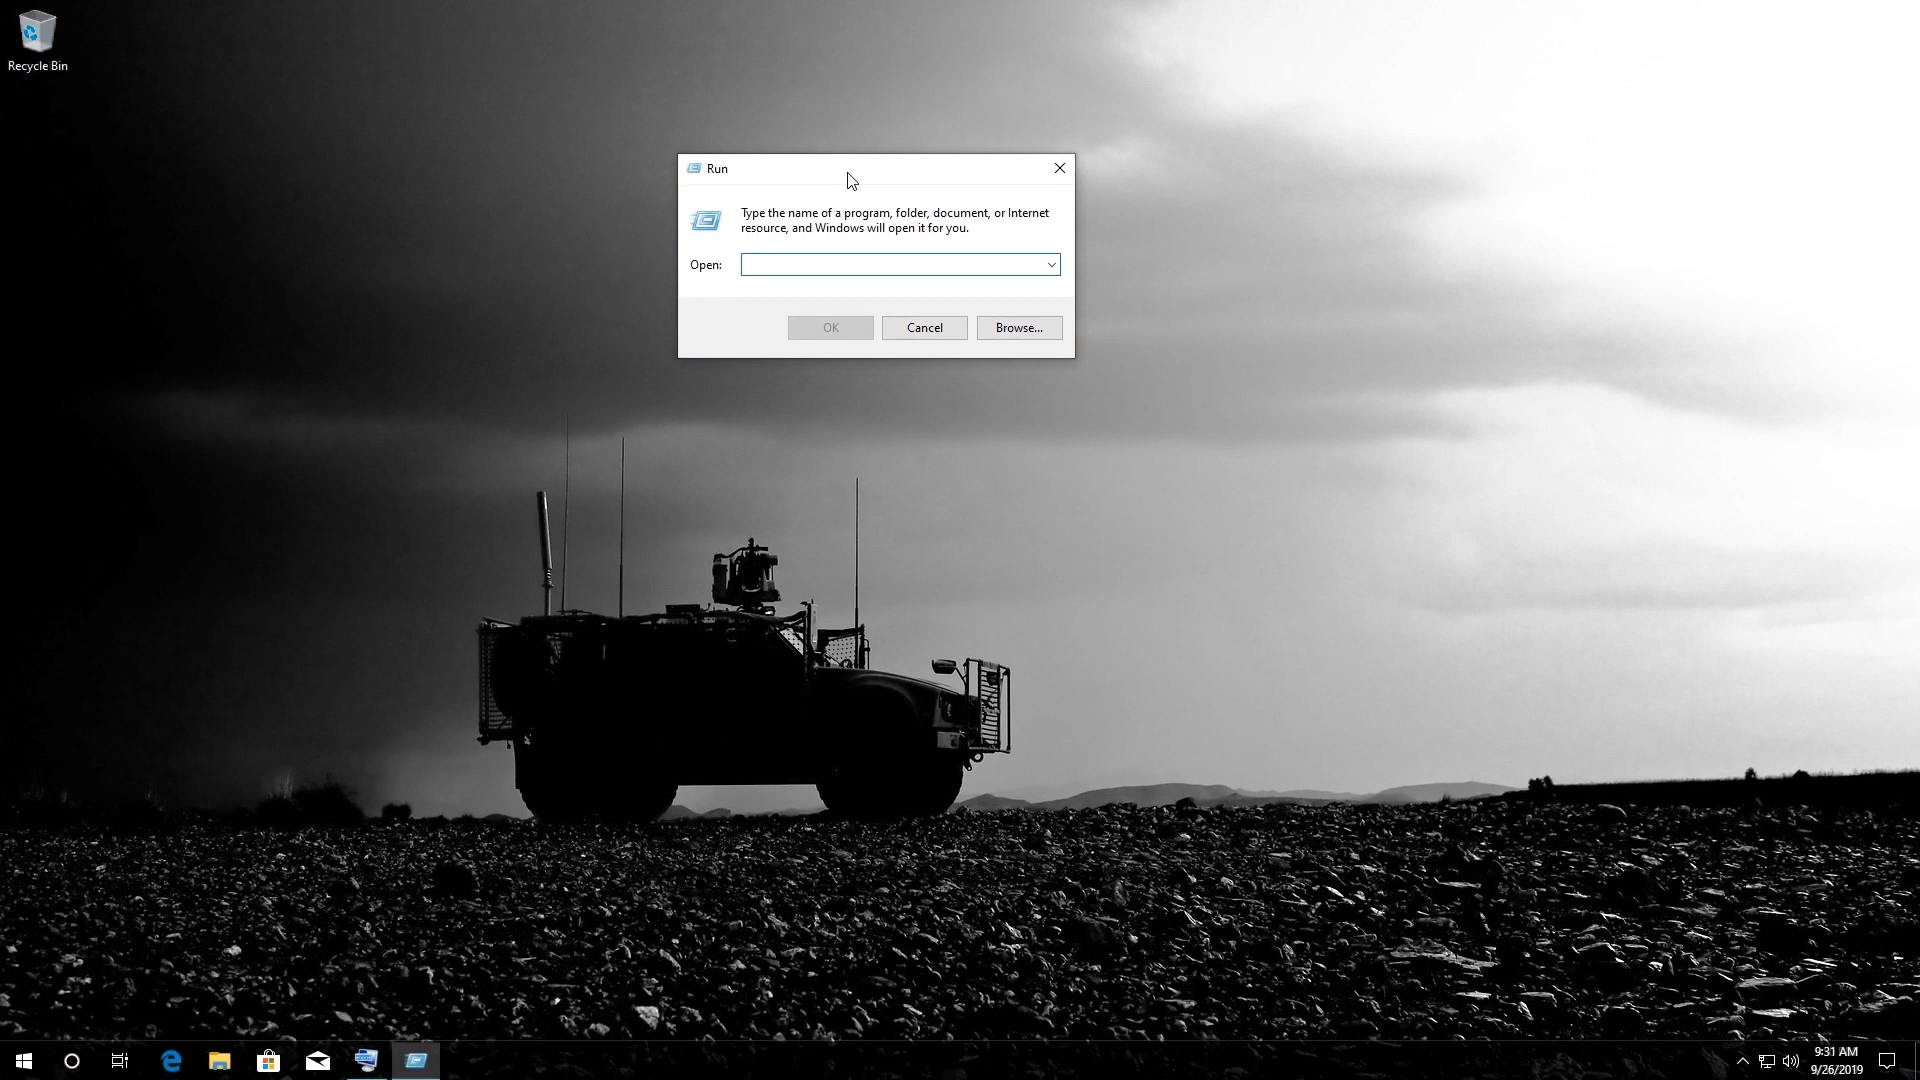 Recycle Bin
Run
Type the name of a program, folder, document, or Internet
resource, and Windows will open it for you.
Open:
OK
Cancel
Browse...
9:31 AM
9/26/2019